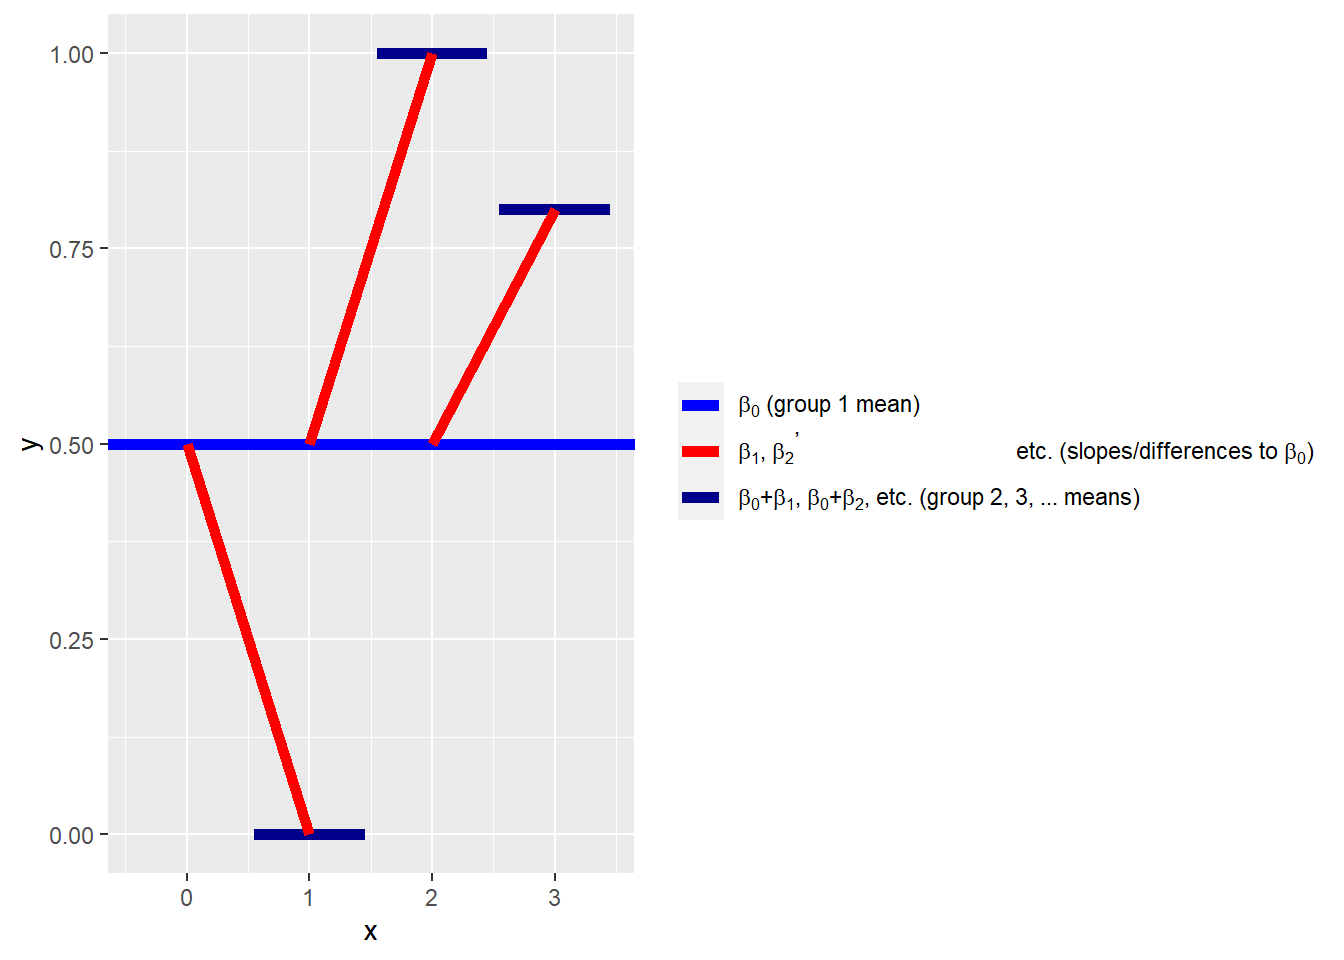 1.00
0.75
0.50
0.25
0.00
y
0
1
2
3
x
β₀ (group 1 mean)
β₁, β₂, etc. (slopes/differences to β₀)
β₀+β₁, β₀+β₂, etc. (group 2, 3, ... means)